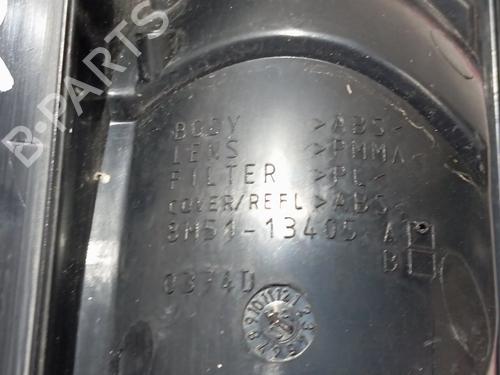 B-PARTS
BODY >ABS<
LENS >PMMA<
FILTER >PC<
COVER/REFL >ABS<
8M51-13405 A
B
0374D